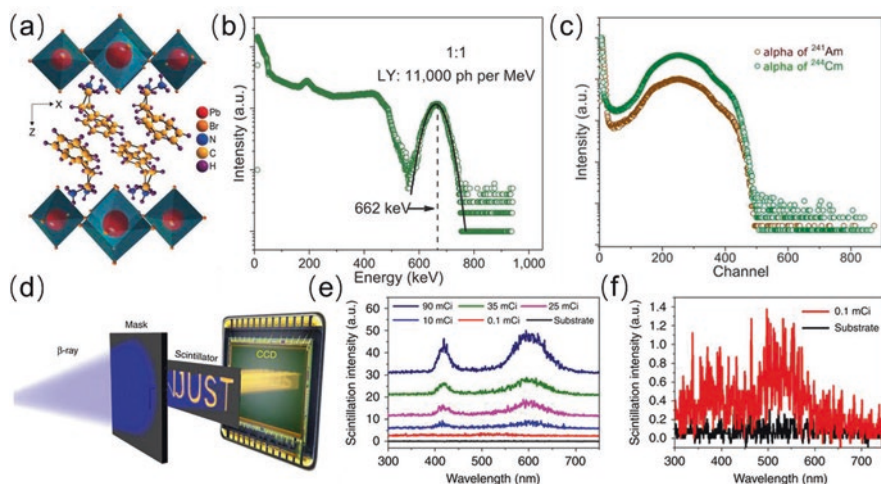 (a)
X
Z
Pb
Br
N
C
H
(b)
1:1
LY: 11,000 ph per MeV
662 keV
Intensity (a.u.)
0 200 400 600 800 1,000
Energy (keV)
(c)
alpha of ²⁴¹Am
alpha of ²⁴⁴Cm
Intensity (a.u.)
0 200 400 600 800
Channel
(d)
Mask
β-ray
Scintillator
CCD
NJUST
(e)
90 mCi 35 mCi 25 mCi
10 mCi 0.1 mCi Substrate
Scintillation intensity (a.u.)
60
50
40
30
20
10
0
300 400 500 600 700
Wavelength (nm)
(f)
0.1 mCi
Substrate
Scintillation intensity (a.u.)
1.4
1.2
1.0
0.8
0.6
0.4
0.2
0.0
300 400 500 600 700
Wavelength (nm)